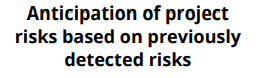 Anticipation of project
risks based on previously
detected risks